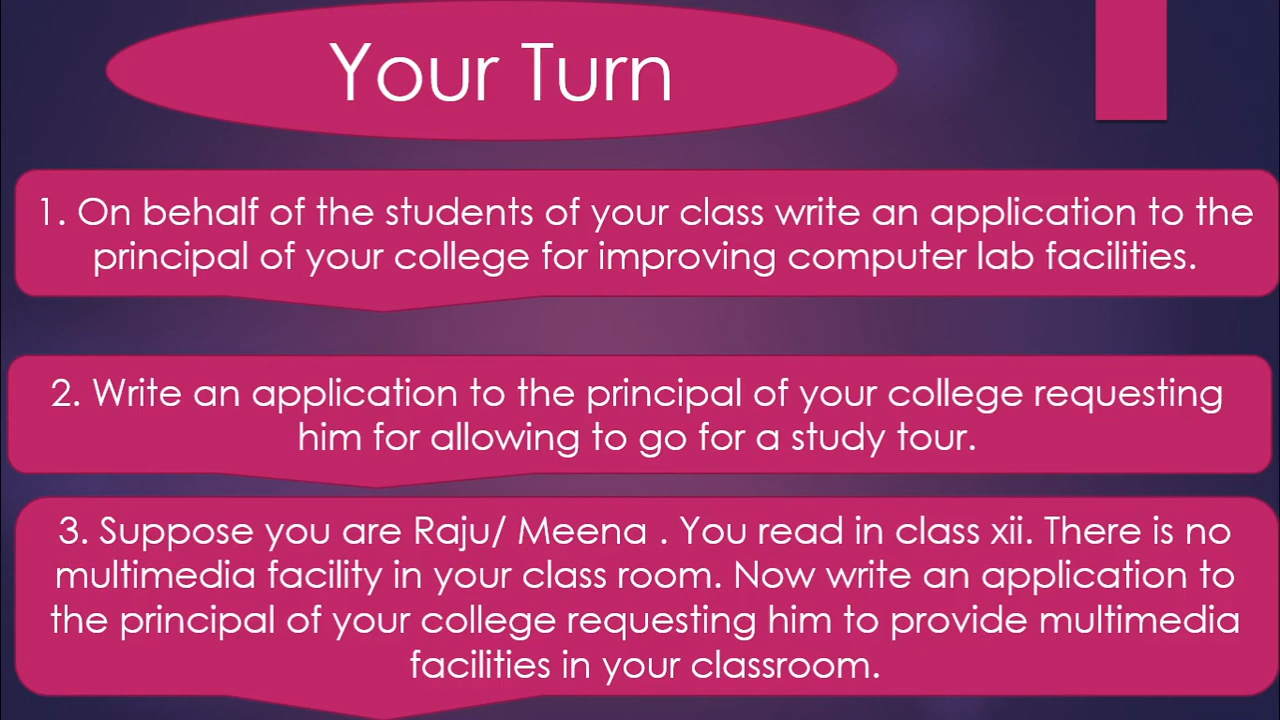 Your Turn
1. On behalf of the students of your class write an application to the
principal of your college for improving computer lab facilities.
2. Write an application to the principal of your college requesting
him for allowing to go for a study tour.
3. Suppose you are Raju/ Meena . You read in class xii. There is no
multimedia facility in your class room. Now write an application to
the principal of your college requesting him to provide multimedia
facilities in your classroom.